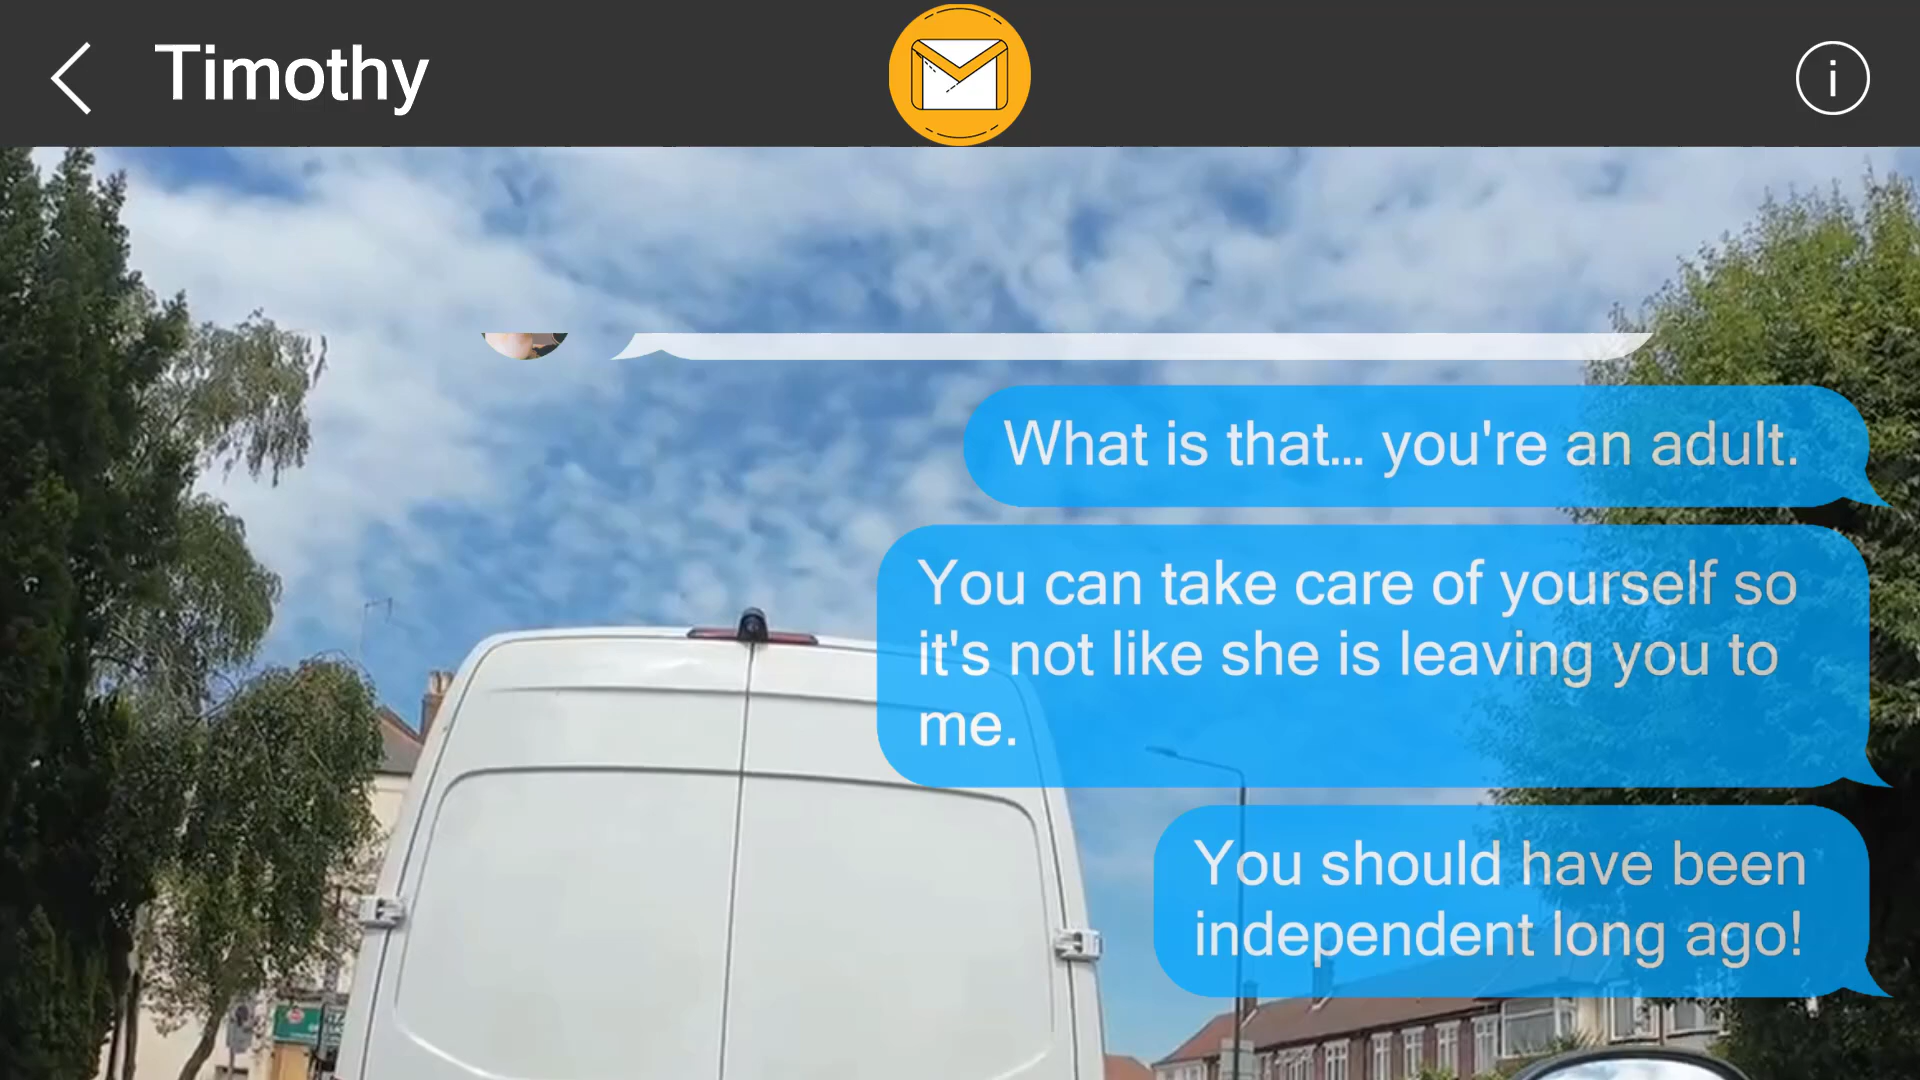 Timothy
i
What is that... you're an adult.
You can take care of yourself so
it's not like she is leaving you to
me.
You should have been
independent long ago!